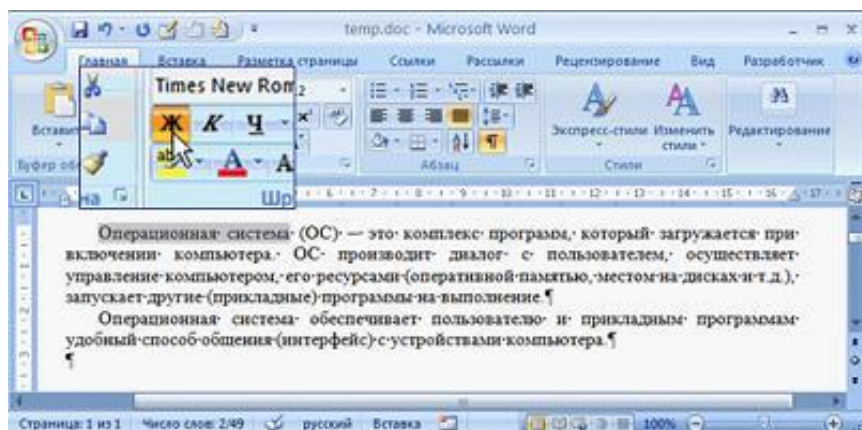 temp.doc - Microsoft Word
Главная Вставка Разметка страницы Ссылки Рассылки Рецензирование Вид Разработчик
Times New Rom
Ж К Ч
ab A A
Экспресс-стили Изменить стили Редактирование
Абзац Стили
на Шр
Операционная система (ОС) — это комплекс программ, который загружается при
включении компьютера. ОС производит диалог с пользователем, осуществляет
управление компьютером, его ресурсами (оперативной памятью, местом на дисках и т.д.),
запускает другие (прикладные) программы на выполнение.¶
Операционная система обеспечивает пользователю и прикладным программам
удобный способ общения (интерфейс) с устройствами компьютера.¶
¶
Страница: 1 из 1 Число слов: 2/49 русский Вставка 100%